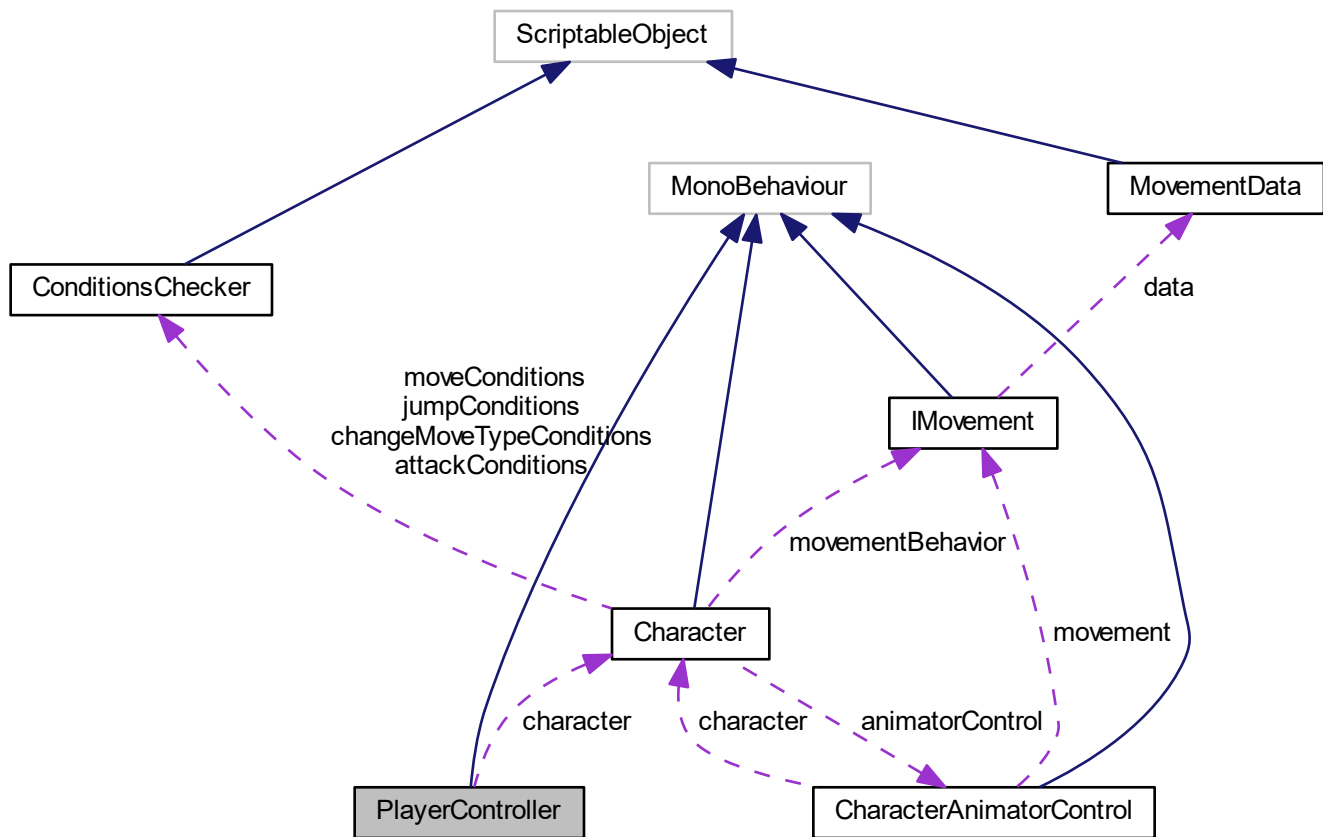 ScriptableObject
MonoBehaviour
MovementData
ConditionsChecker
data
moveConditions
jumpConditions
changeMoveTypeConditions
attackConditions
IMovement
movementBehavior
Character
movement
character
character
animatorControl
PlayerController
CharacterAnimatorControl